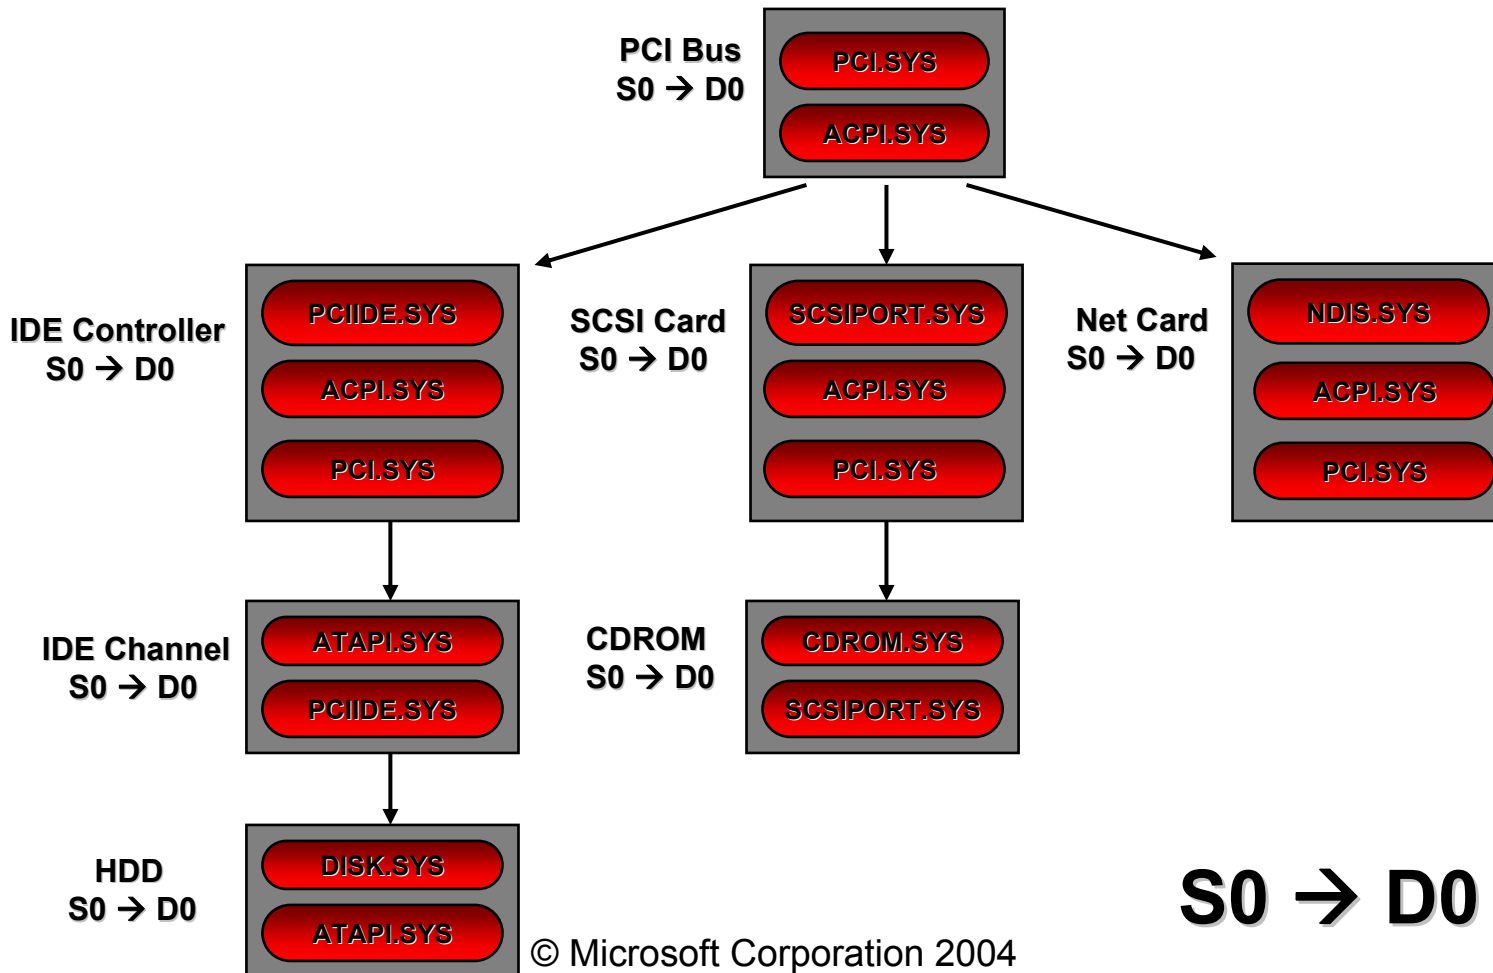 PCI Bus
S0 → D0
PCI.SYS
ACPI.SYS
IDE Controller
S0 → D0
PCIIDE.SYS
ACPI.SYS
PCI.SYS
SCSI Card
S0 → D0
SCSIPORT.SYS
ACPI.SYS
PCI.SYS
Net Card
S0 → D0
NDIS.SYS
ACPI.SYS
PCI.SYS
IDE Channel
S0 → D0
ATAPI.SYS
PCIIDE.SYS
CDROM
S0 → D0
CDROM.SYS
SCSIPORT.SYS
HDD
S0 → D0
DISK.SYS
ATAPI.SYS
S0 → D0
© Microsoft Corporation 2004